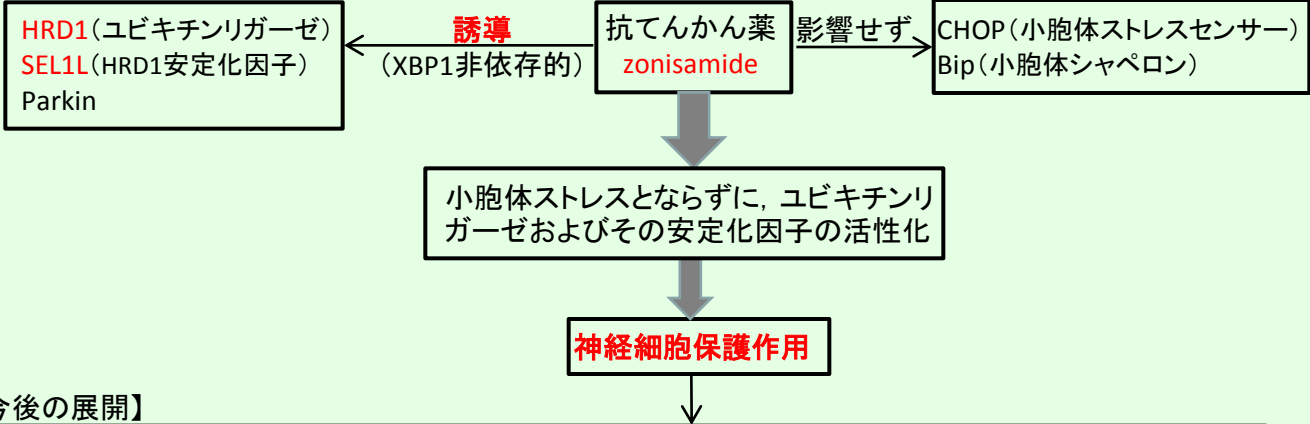 HRD1(ユビキチンリガーゼ)
SEL1L(HRD1安定化因子)
Parkin
誘導
(XBP1非依存的)
抗てんかん薬
zonisamide
影響せず
CHOP(小胞体ストレスセンサー)
Bip(小胞体シャペロン)
小胞体ストレスとならずに,ユビキチンリ
ガーゼおよびその安定化因子の活性化
神経細胞保護作用
今後の展開】